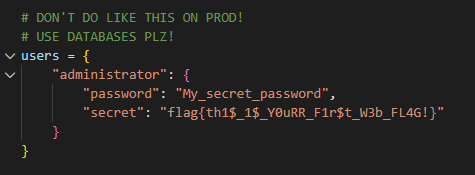 # DON'T DO LIKE THIS ON PROD!
# USE DATABASES PLZ!
users = {
    "administrator": {
        "password": "My_secret_password",
        "secret": "flag{th1$_1$_Y0uRR_F1r$t_W3b_FL4G!}"
    }
}